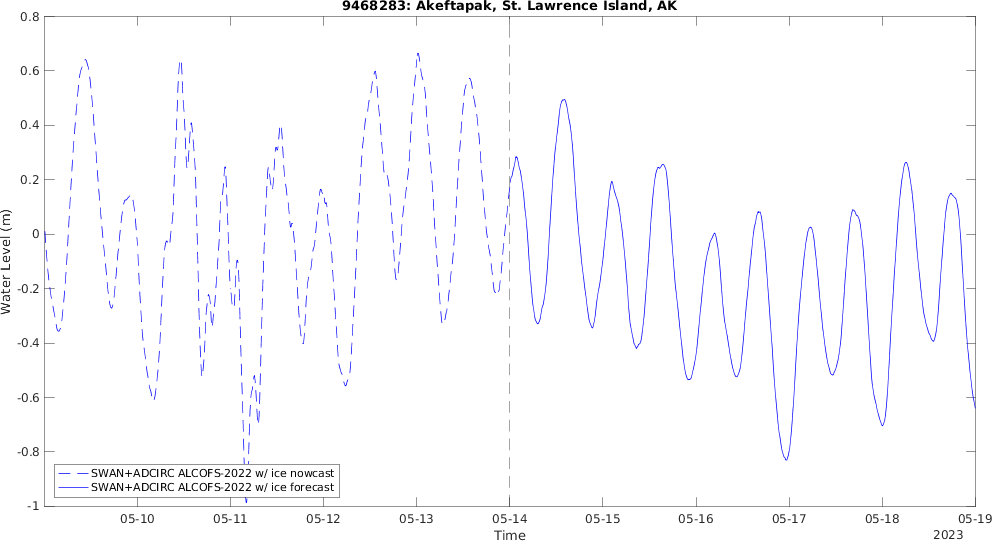 9468283: Akeftapak, St. Lawrence Island, AK
0.8
0.6
0.4
0.2
0
-0.2
-0.4
-0.6
-0.8
-1
Water Level (m)
SWAN+ADCIRC ALCOFS-2022 w/ ice nowcast
SWAN+ADCIRC ALCOFS-2022 w/ ice forecast
05-10 05-11 05-12 05-13 05-14 05-15 05-16 05-17 05-18 05-19
Time
2023